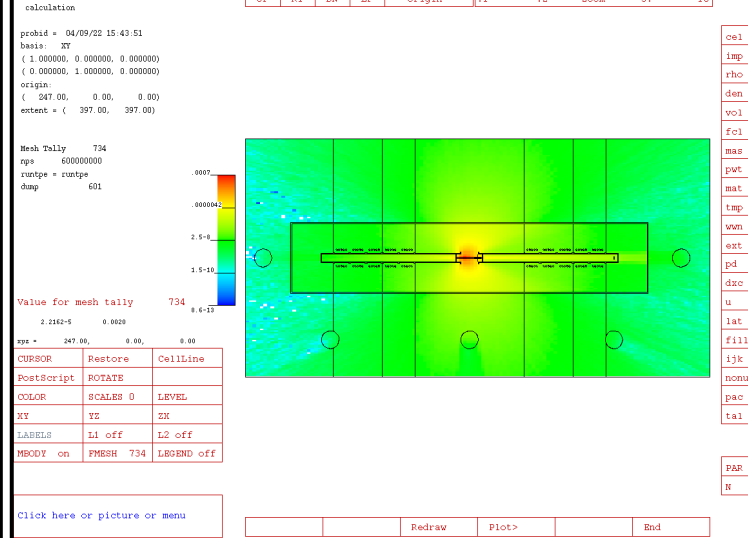 calculation
probid = 04/09/22 15:43:51
basis: XY
( 1.000000, 0.000000, 0.000000)
( 0.000000, 1.000000, 0.000000)
origin:
( 247.00, 0.00, 0.00)
extent = ( 397.00, 397.00)
Mesh Tally 734
nps 600000000
runtpe = runtpe
dump 601
.0007
.0000042
2.5-8
1.5-10
8.6-13
Value for mesh tally 734
2.2162-5 0.0020
xyz = 247.00, 0.00, 0.00
CURSOR Restore CellLine
PostScript ROTATE
COLOR SCALES 0 LEVEL
XY YZ ZX
LABELS L1 off L2 off
MBODY on FMESH 734 LEGEND off
Click here or picture or menu
Redraw Plot> End
cel
imp
rho
den
vol
fcl
mas
pwt
mat
tmp
wwn
ext
pd
dxc
u
lat
fill
ijk
nonu
pac
tal
PAR
N